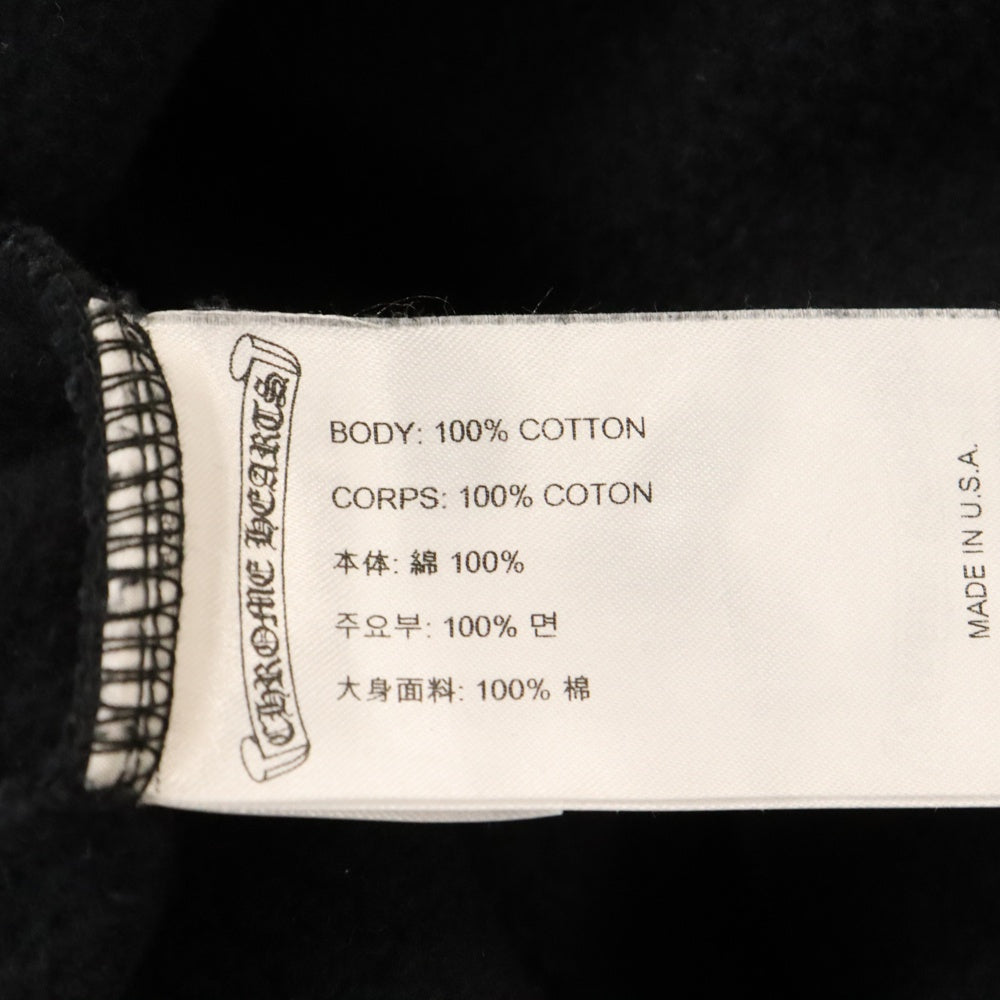 CHROME HEARTS
BODY: 100% COTTON
CORPS: 100% COTON
本体: 綿 100%
주요부: 100% 면
大身面料: 100% 棉
MADE IN U.S.A.